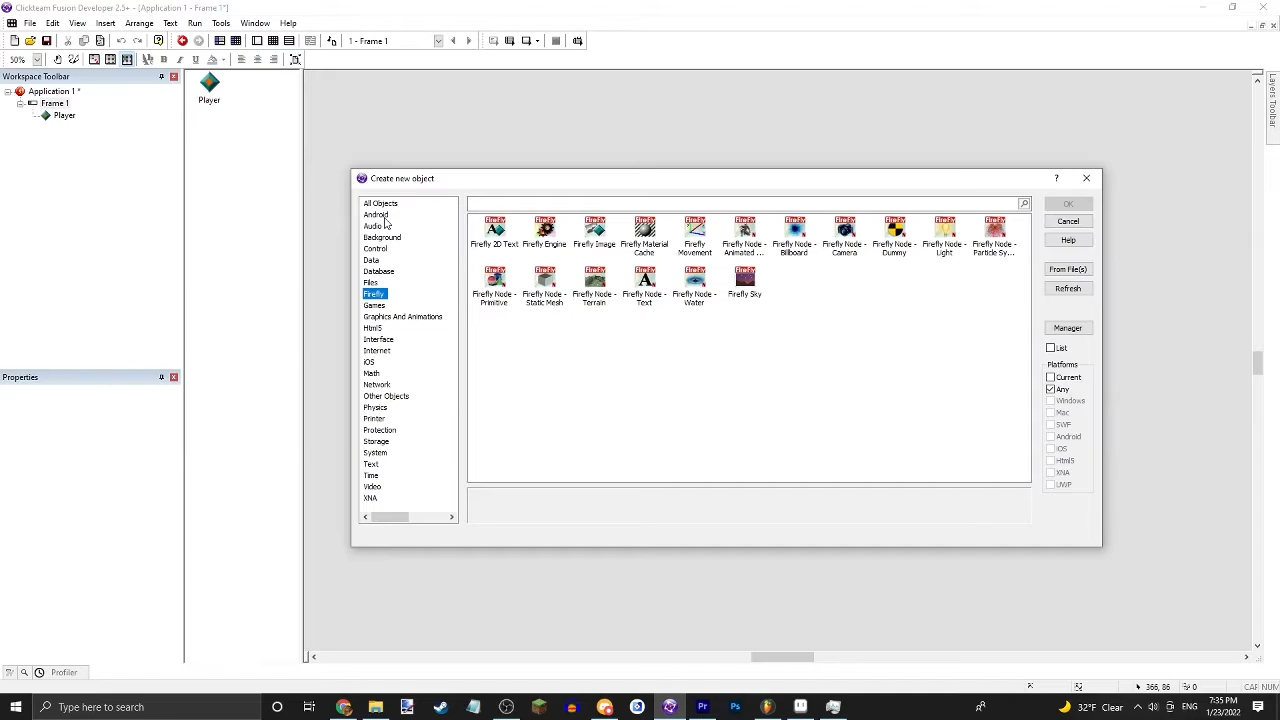 Clickteam Fusion Developer 2.5+ - [Application 1 - Frame 1*]
File Edit View Insert Arrange Text Run Tools Window Help
1 - Frame 1
50%
Workspace Toolbar
Application 1 *
Frame 1
Player
Player
Layers Toolbar
Properties
Create new object
All Objects
Android
Audio
Background
Control
Data
Database
Files
Firefly
Games
Graphics And Animations
Html5
Interface
Internet
iOS
Math
Network
Other Objects
Physics
Printer
Protection
Storage
System
Text
Time
Video
XNA
Firefly 2D Text
Firefly Engine
Firefly Image
Firefly Material Cache
Firefly Movement
Firefly Node - Animated ...
Firefly Node - Billboard
Firefly Node - Camera
Firefly Node - Dummy
Firefly Node - Light
Firefly Node - Particle Sy...
Firefly Node - Primitive
Firefly Node - Static Mesh
Firefly Node - Terrain
Firefly Node - Text
Firefly Node - Water
Firefly Sky
OK
Cancel
Help
From File(s)
Refresh
Manager
List
Platforms
Current
Any
Windows
Mac
SWF
Android
iOS
Html5
XNA
UWP
Profiler
366, 86
0
CAP NUM
Type here to search
32°F Clear
7:35 PM
1/23/2022